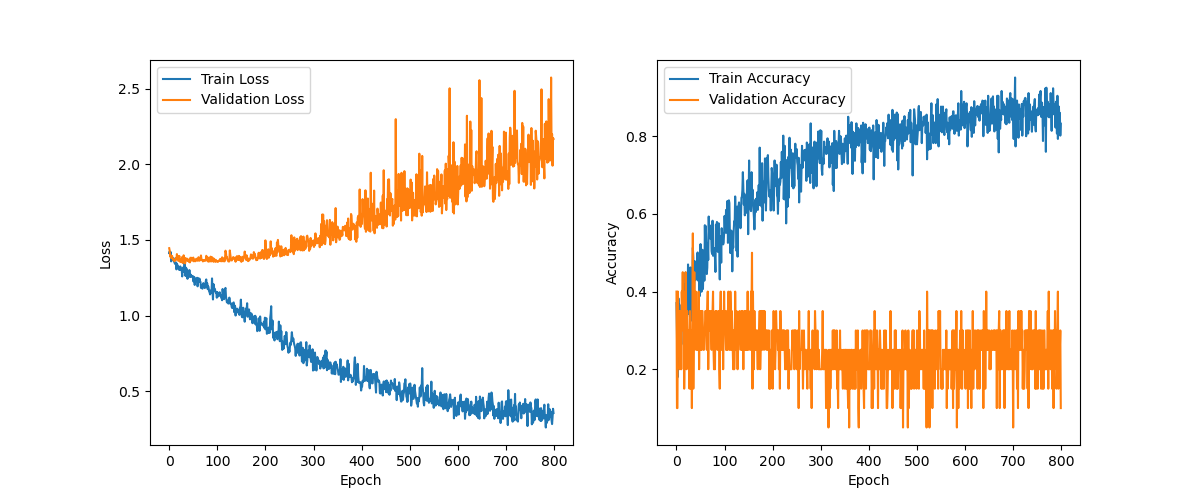 Train Loss
Validation Loss
2.5
2.0
1.5
1.0
0.5
Loss
0 100 200 300 400 500 600 700 800
Epoch
Train Accuracy
Validation Accuracy
0.8
0.6
0.4
0.2
Accuracy
0 100 200 300 400 500 600 700 800
Epoch